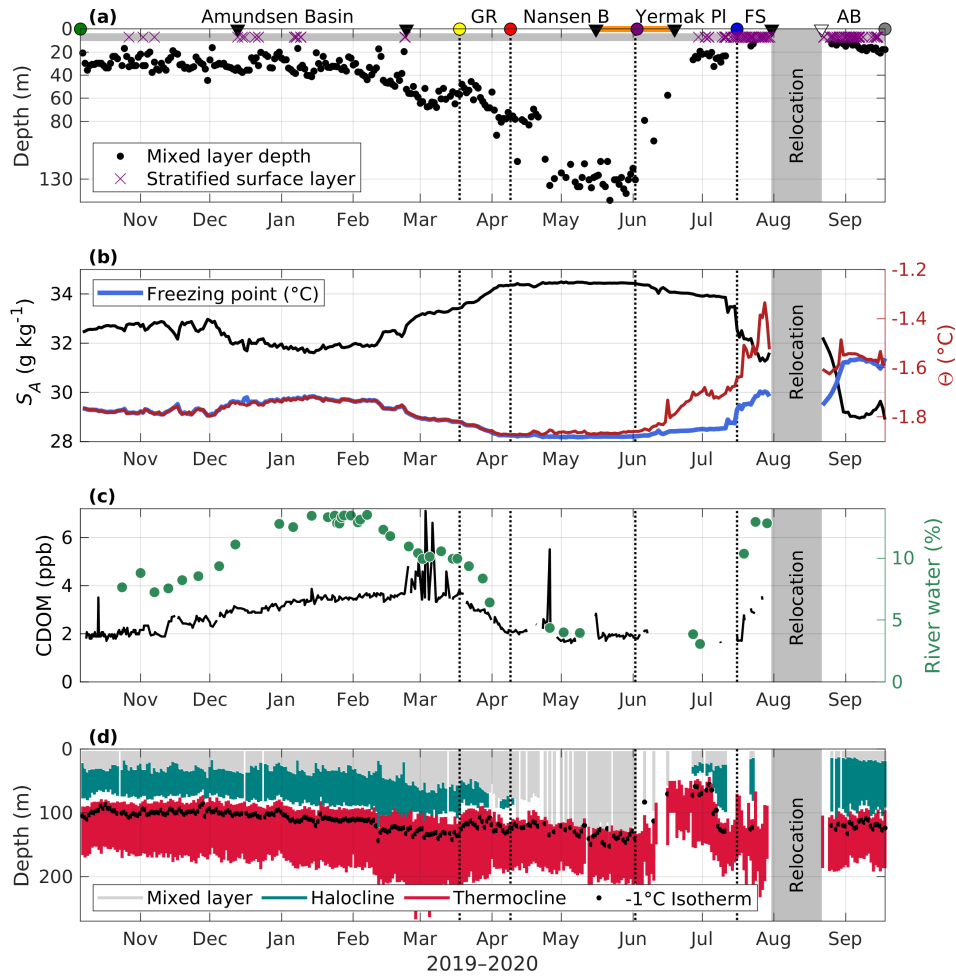 (a) Amundsen Basin GR Nansen B Yermak Pl FS AB
0
20
40
60
80
130
Depth (m)
Mixed layer depth
Stratified surface layer
Relocation
Nov Dec Jan Feb Mar Apr May Jun Jul Aug Sep
(b)
34
32
30
28
S_A (g kg⁻¹)
Freezing point (°C)
Relocation
-1.2
-1.4
-1.6
-1.8
Θ (°C)
Nov Dec Jan Feb Mar Apr May Jun Jul Aug Sep
(c)
6
4
2
0
CDOM (ppb)
Relocation
10
5
0
River water (%)
Nov Dec Jan Feb Mar Apr May Jun Jul Aug Sep
(d)
0
100
200
Depth (m)
Relocation
Mixed layer Halocline Thermocline -1°C Isotherm
Nov Dec Jan Feb Mar Apr May Jun Jul Aug Sep
2019–2020